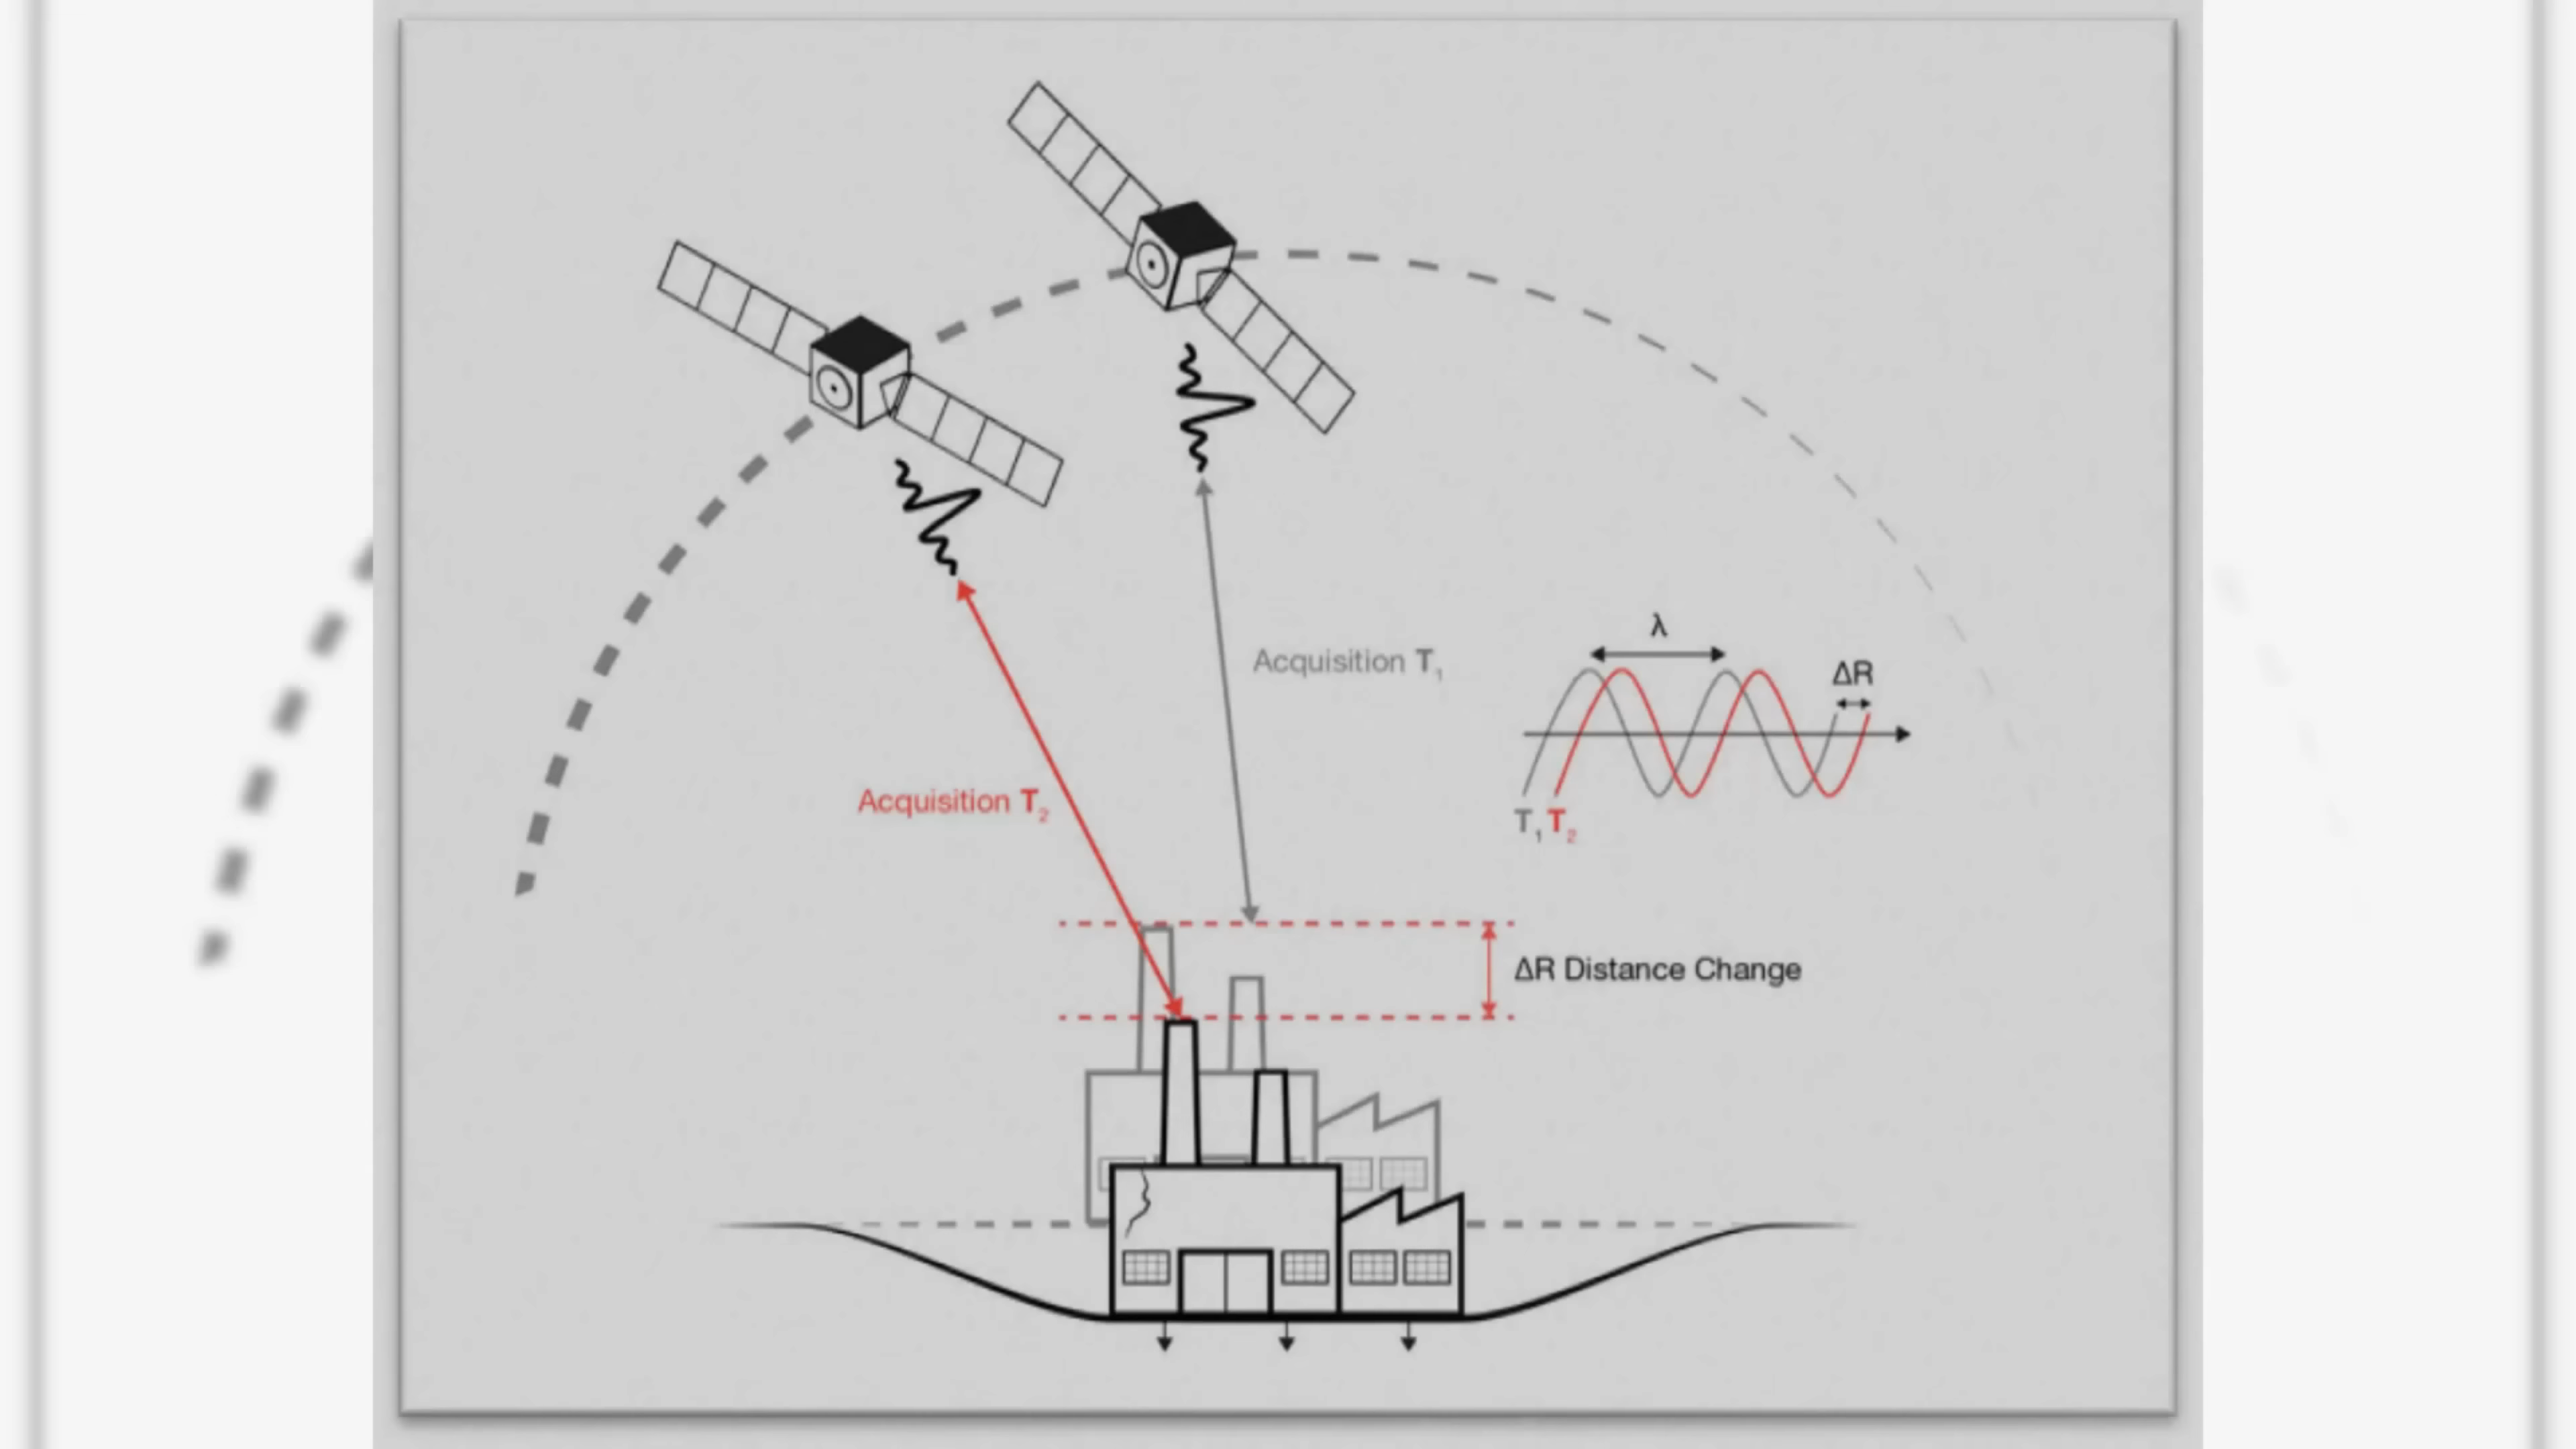 λ
Acquisition T₁
ΔR
Acquisition T₂
T₁ T₂
ΔR Distance Change